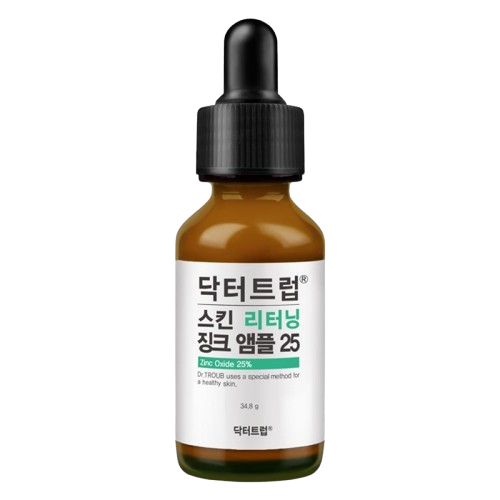 닥터트럽®
스킨 리터닝
징크 앰플 25
Zinc Oxide 25%
Dr.TROUB uses a special method for
a healthy skin.
34.8 g
닥터트럽®